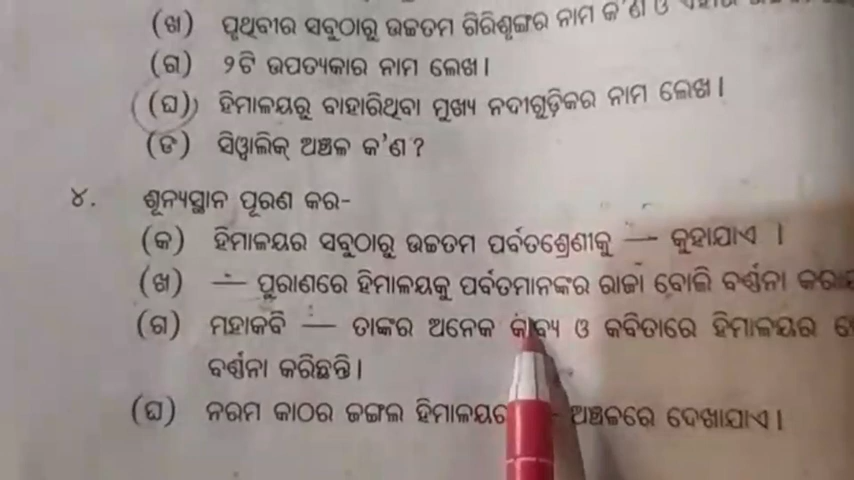 (ଖ) ପୃଥିବୀର ସବୁଠାରୁ ଉଚ୍ଚତମ ଗିରିଶୃଙ୍ଗର ନାମ କ'ଣ ଓ
(ଗ) ୨ଟି ଉପତ୍ୟକାର ନାମ ଲେଖ।
(ଘ) ହିମାଳୟରୁ ବାହାରିଥିବା ମୁଖ୍ୟ ନଦୀଗୁଡ଼ିକର ନାମ ଲେଖ।
(ଙ) ସିୱାଲିକ୍ ଅଞ୍ଚଳ କ'ଣ?
୪. ଶୂନ୍ୟସ୍ଥାନ ପୂରଣ କର-
(କ) ହିମାଳୟର ସବୁଠାରୁ ଉଚ୍ଚତମ ପର୍ବତଶ୍ରେଣୀକୁ — କୁହାଯାଏ ।
(ଖ) — ପୁରାଣରେ ହିମାଳୟକୁ ପର୍ବତମାନଙ୍କର ରାଜା ବୋଲି ବର୍ଣ୍ଣନା
(ଗ) ମହାକବି — ତାଙ୍କର ଅନେକ କାବ୍ୟ ଓ କବିତାରେ ହିମାଳୟର
ବର୍ଣ୍ଣନା କରିଛନ୍ତି।
(ଘ) ନରମ କାଠର ଜଙ୍ଗଲ ହିମାଳୟର ଅଞ୍ଚଳରେ ଦେଖାଯାଏ।